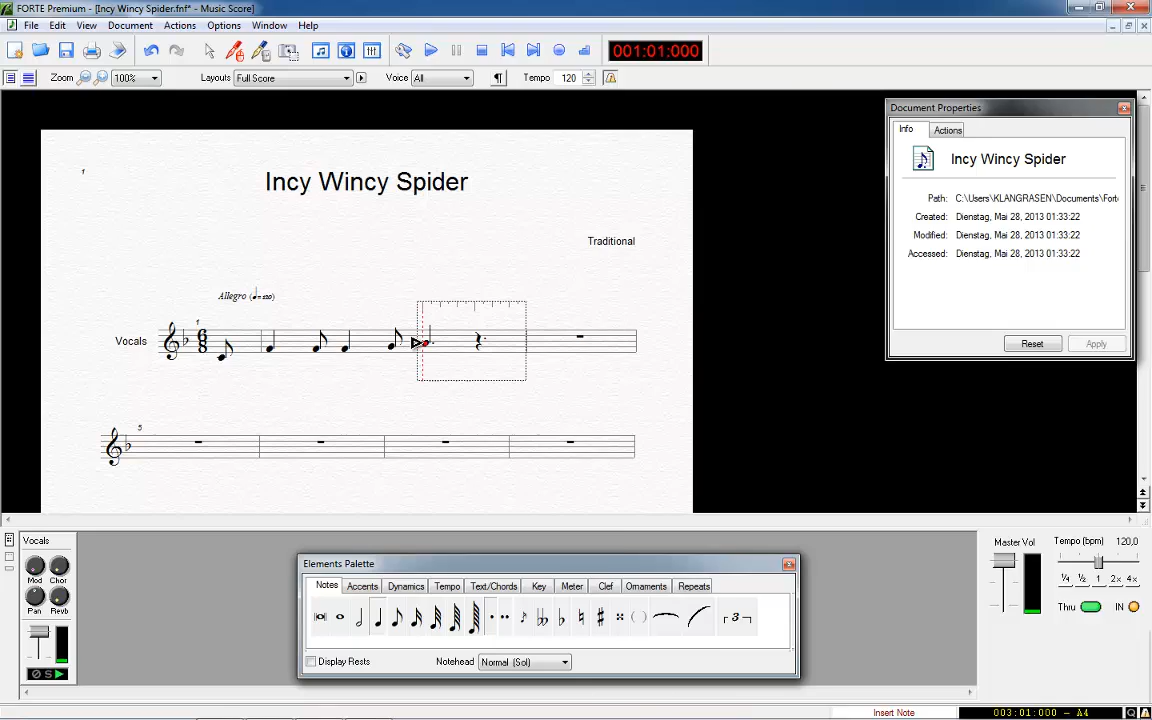 FORTE Premium - [Incy Wincy Spider.fnf* - Music Score]
File Edit View Document Actions Options Window Help
001:01:000
Zoom 100% Layouts Full Score Voice All Tempo 120
Document Properties
Info Actions
Incy Wincy Spider
Path: C:\Users\KLANGRASEN\Documents\Fort
Created: Dienstag, Mai 28, 2013 01:33:22
Modified: Dienstag, Mai 28, 2013 01:33:22
Accessed: Dienstag, Mai 28, 2013 01:33:22
Reset Apply
1
Incy Wincy Spider
Traditional
Allegro (♩=120)
1
Vocals 6 8
5
Vocals
Mod Chor
Pan Revb
S
Elements Palette
Notes Accents Dynamics Tempo Text/Chords Key Meter Clef Ornaments Repeats
3
Display Rests Notehead Normal (Sol)
Master Vol Tempo (bpm) 120,0
1/4 1/2 1 2x 4x
Thru IN
Insert Note 003:01:000 - A4